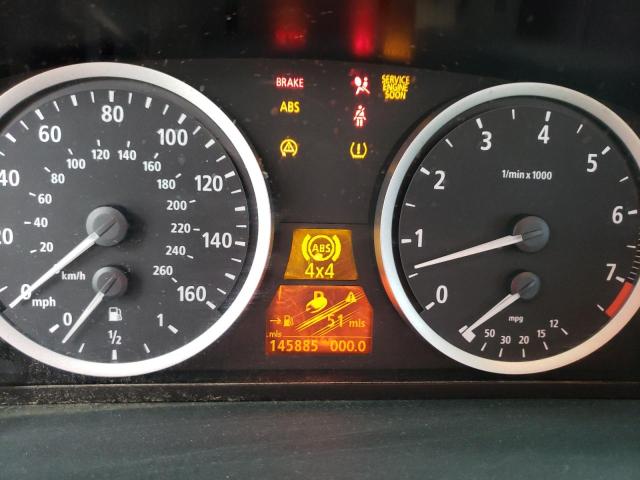 BRAKE
ABS
SERVICE
ENGINE
SOON
0 20 40 60 80 100 120 140 160
mph
20 40 60 80 100 120 140 160 180 200 220 240 260
km/h
0 1/2 1
ABS
4x4
51 mls
mls
145885 000.0
0 1 2 3 4 5 6 7
1/min x 1000
50 30 20 15 12
mpg